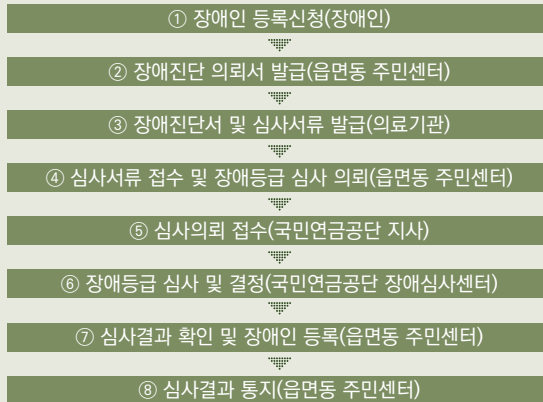 ① 장애인 등록신청(장애인)
② 장애진단 의뢰서 발급(읍면동 주민센터)
③ 장애진단서 및 심사서류 발급(의료기관)
④ 심사서류 접수 및 장애등급 심사 의뢰(읍면동 주민센터)
⑤ 심사의뢰 접수(국민연금공단 지사)
⑥ 장애등급 심사 및 결정(국민연금공단 장애심사센터)
⑦ 심사결과 확인 및 장애인 등록(읍면동 주민센터)
⑧ 심사결과 통지(읍면동 주민센터)